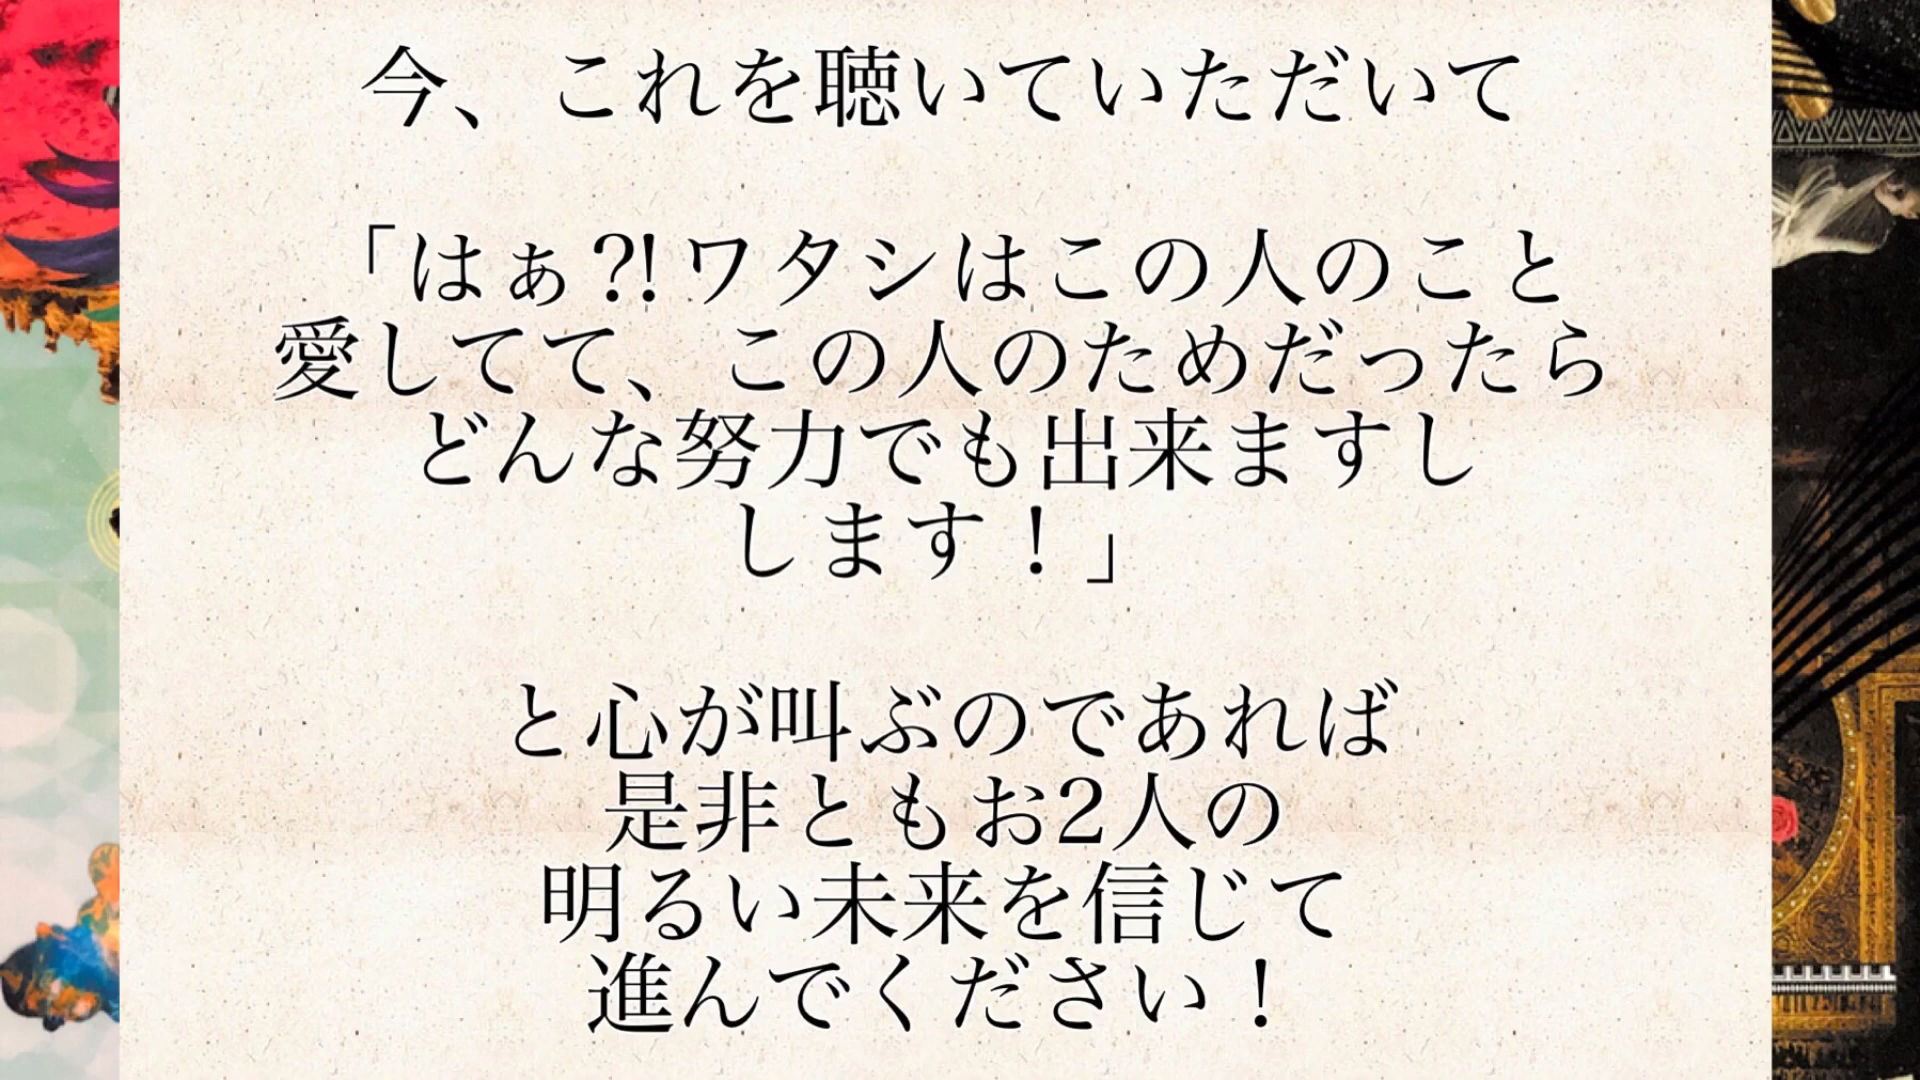 今、これを聴いていただいて
「はぁ⁈ワタシはこの人のこと
愛してて、この人のためだったら
どんな努力でも出来ますし
します！」
と心が叫ぶのであれば
是非ともお2人の
明るい未来を信じて
進んでください！